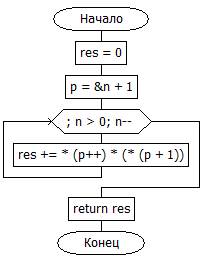 Начало
res = 0
p = &n + 1
; n > 0; n--
res += * (p++) * (* (p + 1))
return res
Конец